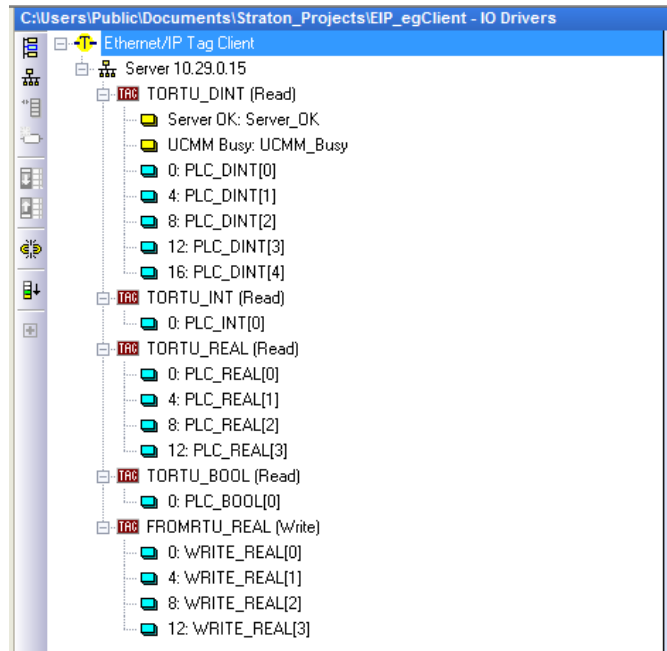 C:\Users\Public\Documents\Straton_Projects\EIP_egClient - IO Drivers
T Ethernet/IP Tag Client
Server 10.29.0.15
TAG TORTU_DINT (Read)
Server OK: Server_OK
UCMM Busy: UCMM_Busy
0: PLC_DINT[0]
4: PLC_DINT[1]
8: PLC_DINT[2]
12: PLC_DINT[3]
16: PLC_DINT[4]
TAG TORTU_INT (Read)
0: PLC_INT[0]
TAG TORTU_REAL (Read)
0: PLC_REAL[0]
4: PLC_REAL[1]
8: PLC_REAL[2]
12: PLC_REAL[3]
TAG TORTU_BOOL (Read)
0: PLC_BOOL[0]
TAG FROMRTU_REAL (Write)
0: WRITE_REAL[0]
4: WRITE_REAL[1]
8: WRITE_REAL[2]
12: WRITE_REAL[3]